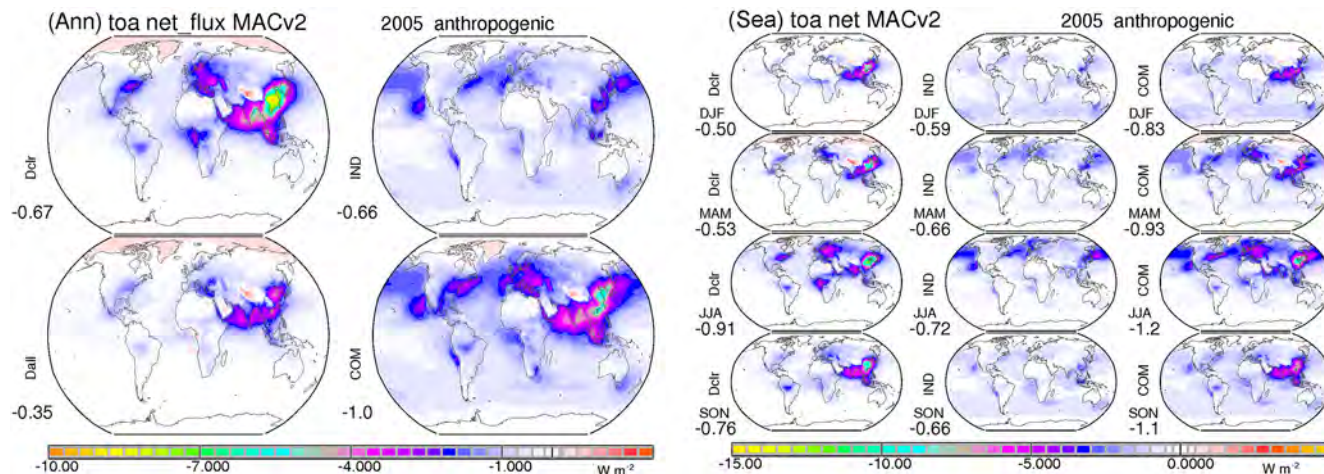 (Ann) toa net_flux MACv2 2005 anthropogenic
Dclr
-0.67
IND
-0.66
Dall
-0.35
COM
-1.0
-10.00 -7.000 -4.000 -1.000 W m-2
(Sea) toa net MACv2 2005 anthropogenic
Dclr
DJF
-0.50
IND
DJF
-0.59
COM
DJF
-0.83
Dclr
MAM
-0.53
IND
MAM
-0.66
COM
MAM
-0.93
Dclr
JJA
-0.91
IND
JJA
-0.72
COM
JJA
-1.2
Dclr
SON
-0.76
IND
SON
-0.66
COM
SON
-1.1
-15.00 -10.00 -5.000 0.000 W m-2